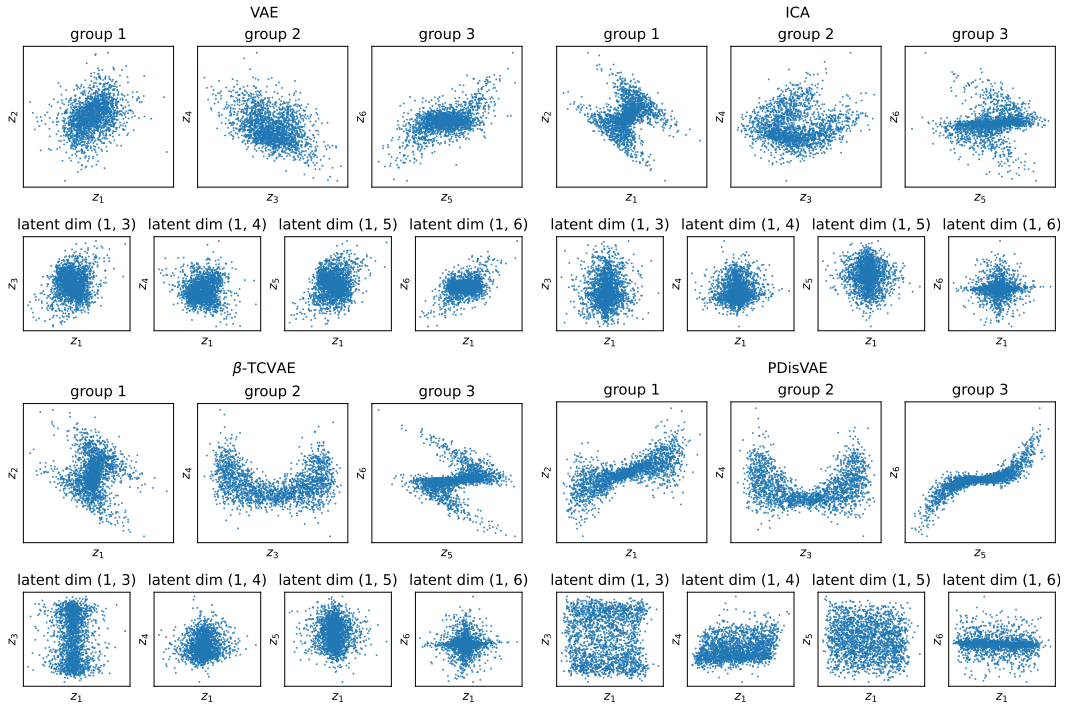 VAE
group 1 group 2 group 3
z2 z4 z6
z1 z3 z5
latent dim (1, 3) latent dim (1, 4) latent dim (1, 5) latent dim (1, 6)
z3 z4 z5 z6
z1 z1 z1 z1
ICA
group 1 group 2 group 3
z2 z4 z6
z1 z3 z5
latent dim (1, 3) latent dim (1, 4) latent dim (1, 5) latent dim (1, 6)
z3 z4 z5 z6
z1 z1 z1 z1
β-TCVAE
group 1 group 2 group 3
z2 z4 z6
z1 z3 z5
latent dim (1, 3) latent dim (1, 4) latent dim (1, 5) latent dim (1, 6)
z3 z4 z5 z6
z1 z1 z1 z1
PDisVAE
group 1 group 2 group 3
z2 z4 z6
z1 z3 z5
latent dim (1, 3) latent dim (1, 4) latent dim (1, 5) latent dim (1, 6)
z3 z4 z5 z6
z1 z1 z1 z1